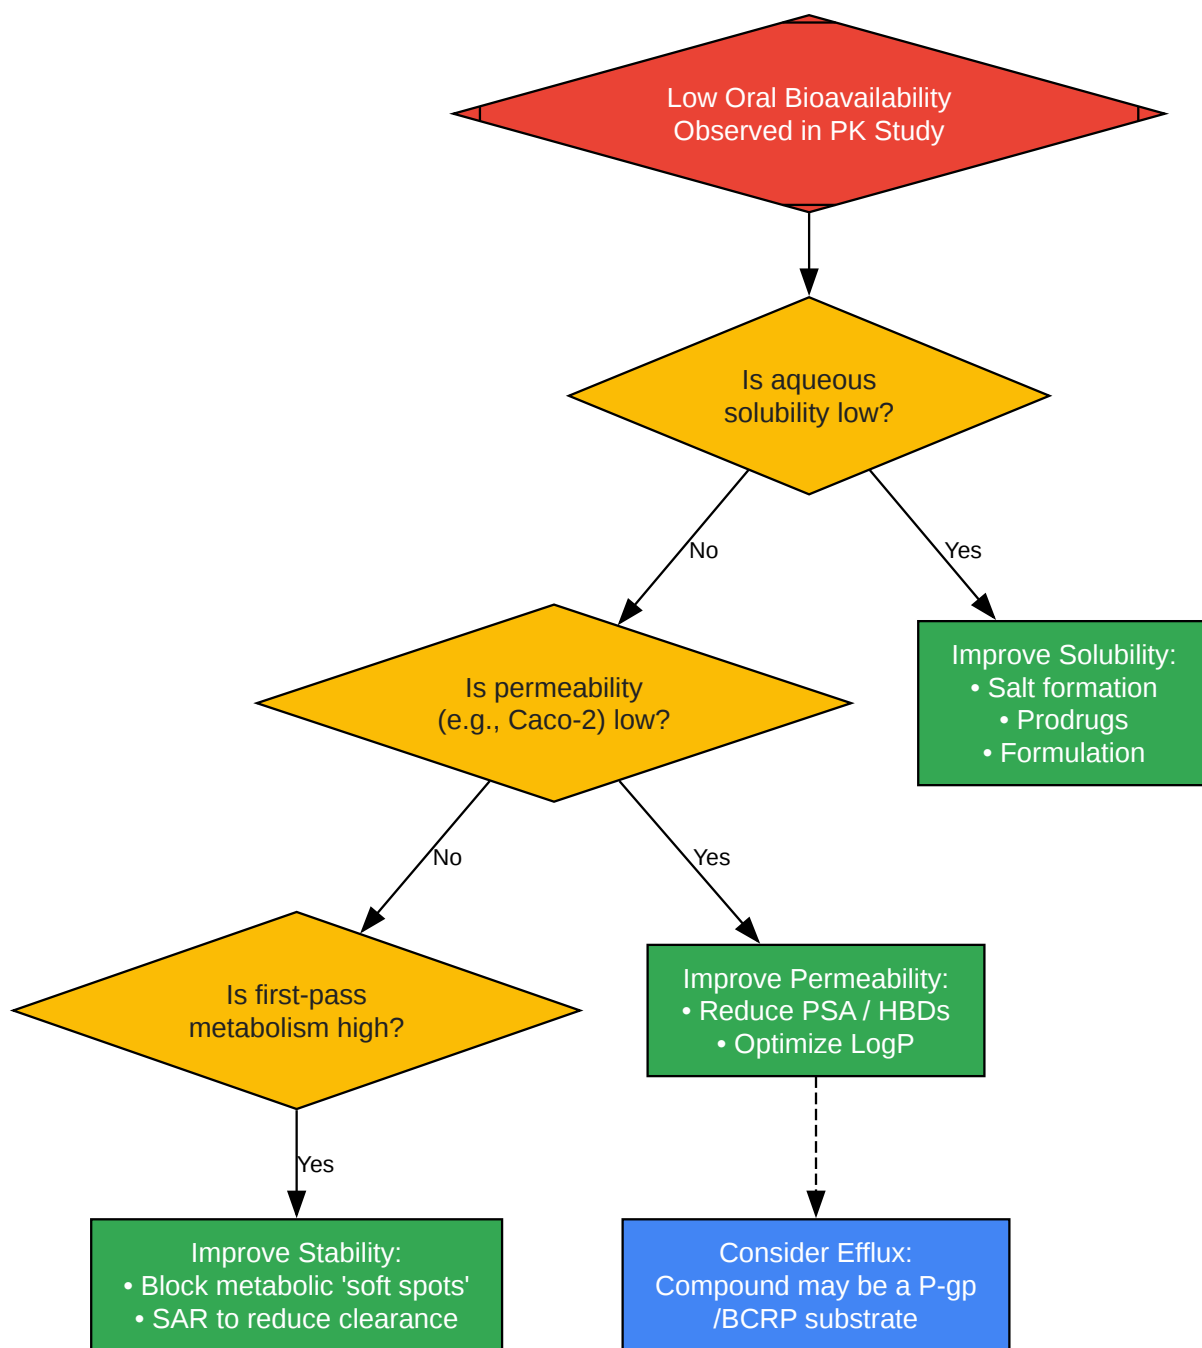 Low Oral Bioavailability
Observed in PK Study
Is aqueous
solubility low?
No
Yes
Is permeability
(e.g., Caco-2) low?
Improve Solubility:
• Salt formation
• Prodrugs
• Formulation
No
Yes
Is first-pass
metabolism high?
Improve Permeability:
• Reduce PSA / HBDs
• Optimize LogP
Yes
Improve Stability:
• Block metabolic 'soft spots'
• SAR to reduce clearance
Consider Efflux:
Compound may be a P-gp
/BCRP substrate